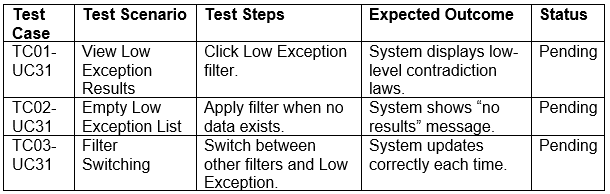 Test Case | Test Scenario | Test Steps | Expected Outcome | Status
TC01-UC31 | View Low Exception Results | Click Low Exception filter. | System displays low-level contradiction laws. | Pending
TC02-UC31 | Empty Low Exception List | Apply filter when no data exists. | System shows “no results” message. | Pending
TC03-UC31 | Filter Switching | Switch between other filters and Low Exception. | System updates correctly each time. | Pending